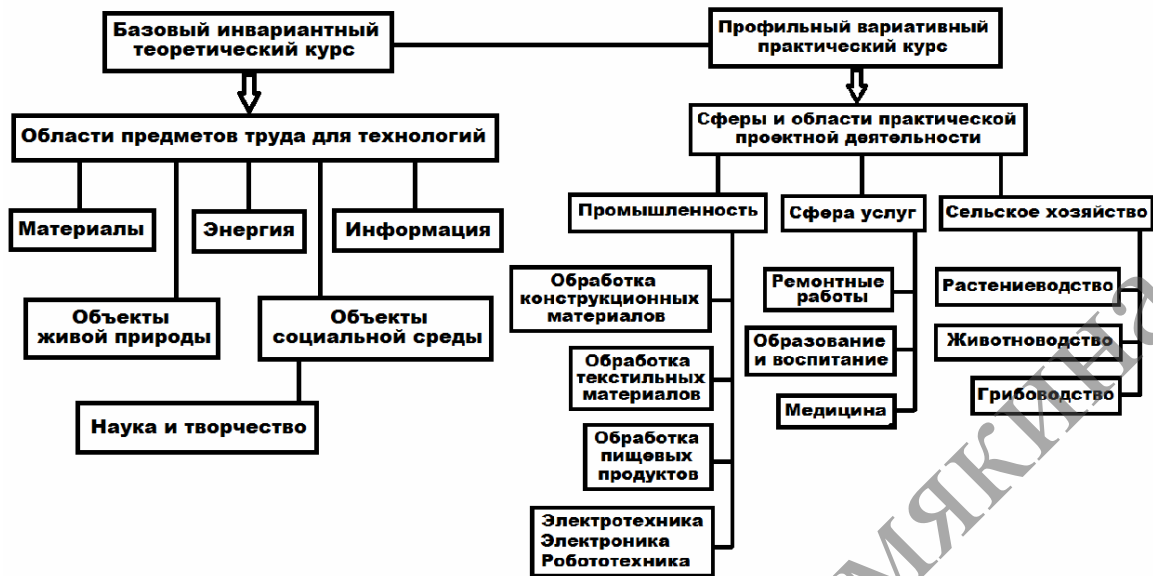 Базовый инвариантный
теоретический курс
Профильный вариативный
практический курс
Области предметов труда для технологий
Сферы и области практической
проектной деятельности
Материалы
Энергия
Информация
Объекты
живой природы
Объекты
социальной среды
Наука и творчество
Промышленность
Сфера услуг
Сельское хозяйство
Обработка
конструкционных
материалов
Обработка
текстильных
материалов
Обработка
пищевых
продуктов
Электротехника
Электроника
Робототехника
Ремонтные
работы
Образование
и воспитание
Медицина
Растениеводство
Животноводство
Грибоводство